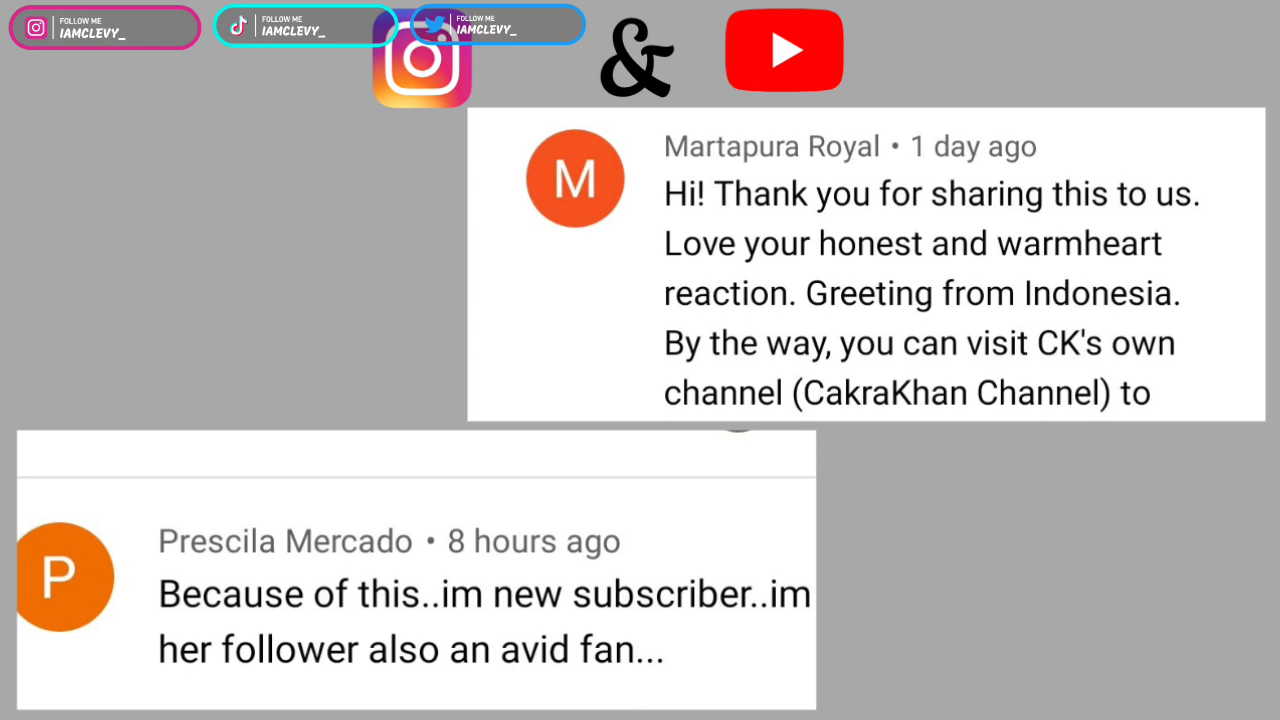 FOLLOW ME
IAMCLEVY_
FOLLOW ME
IAMCLEVY_
FOLLOW ME
IAMCLEVY_
&
M
Martapura Royal • 1 day ago
Hi! Thank you for sharing this to us.
Love your honest and warmheart
reaction. Greeting from Indonesia.
By the way, you can visit CK's own
channel (CakraKhan Channel) to
P
Prescila Mercado • 8 hours ago
Because of this..im new subscriber..im
her follower also an avid fan...